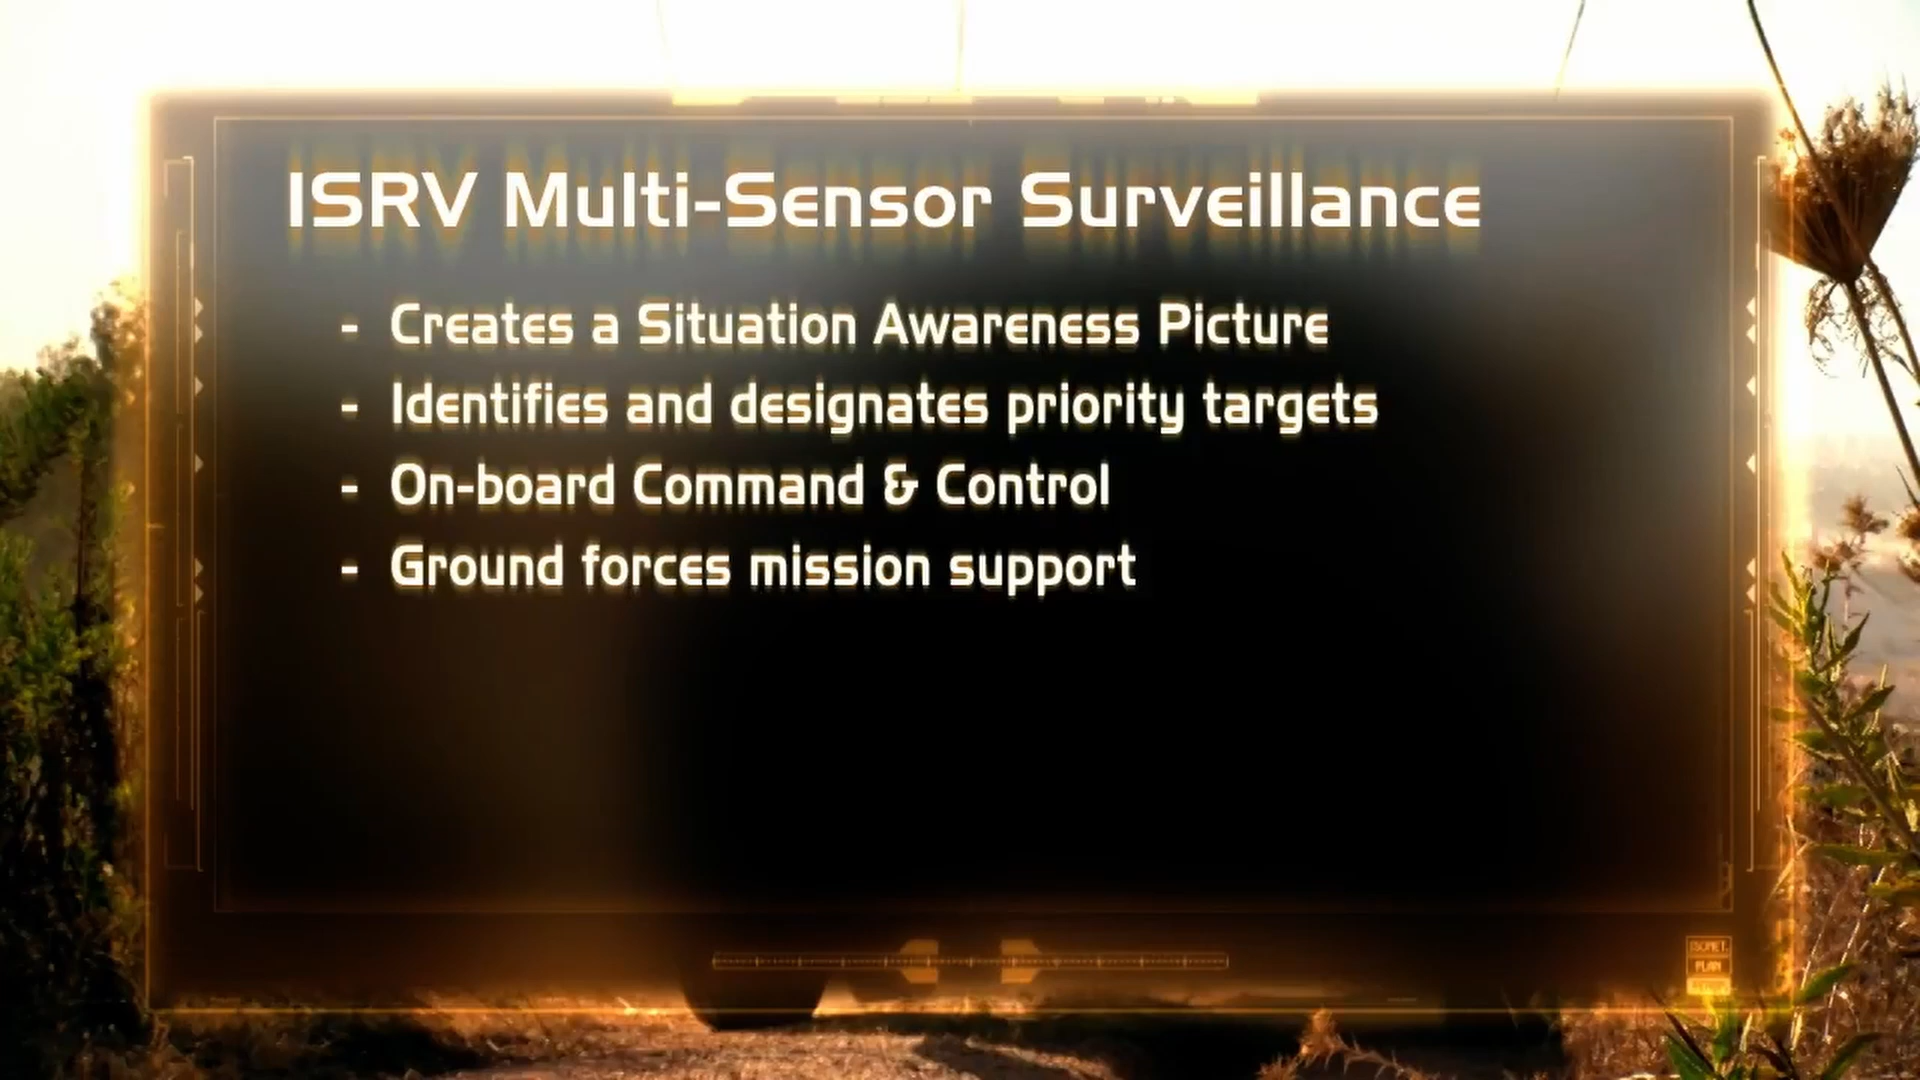 ISRV Multi-Sensor Surveillance
- Creates a Situation Awareness Picture
- Identifies and designates priority targets
- On-board Command & Control
- Ground forces mission support
PLAN